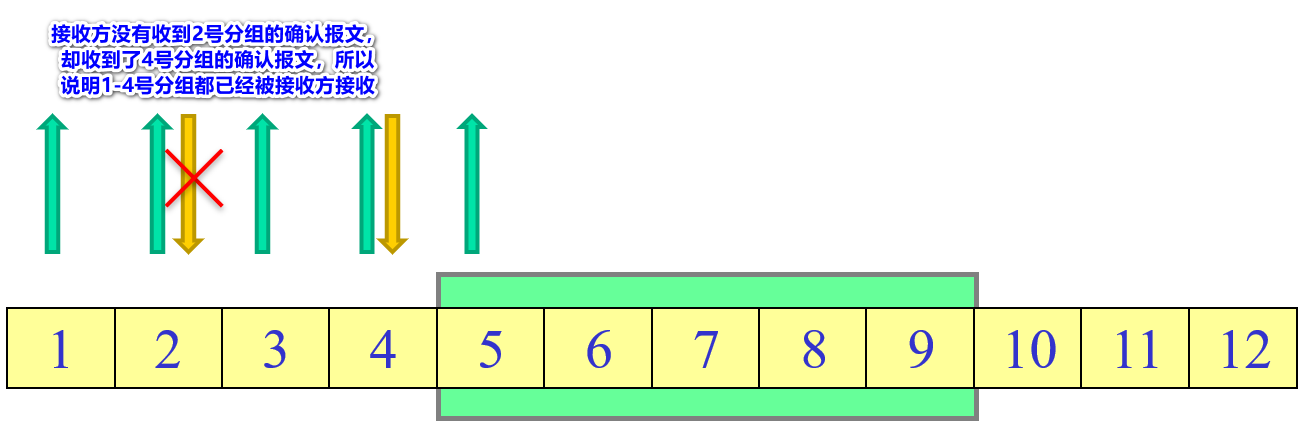 接收方没有收到2号分组的确认报文，
却收到了4号分组的确认报文，所以
说明1-4号分组都已经被接收方接收
1 2 3 4 5 6 7 8 9 10 11 12